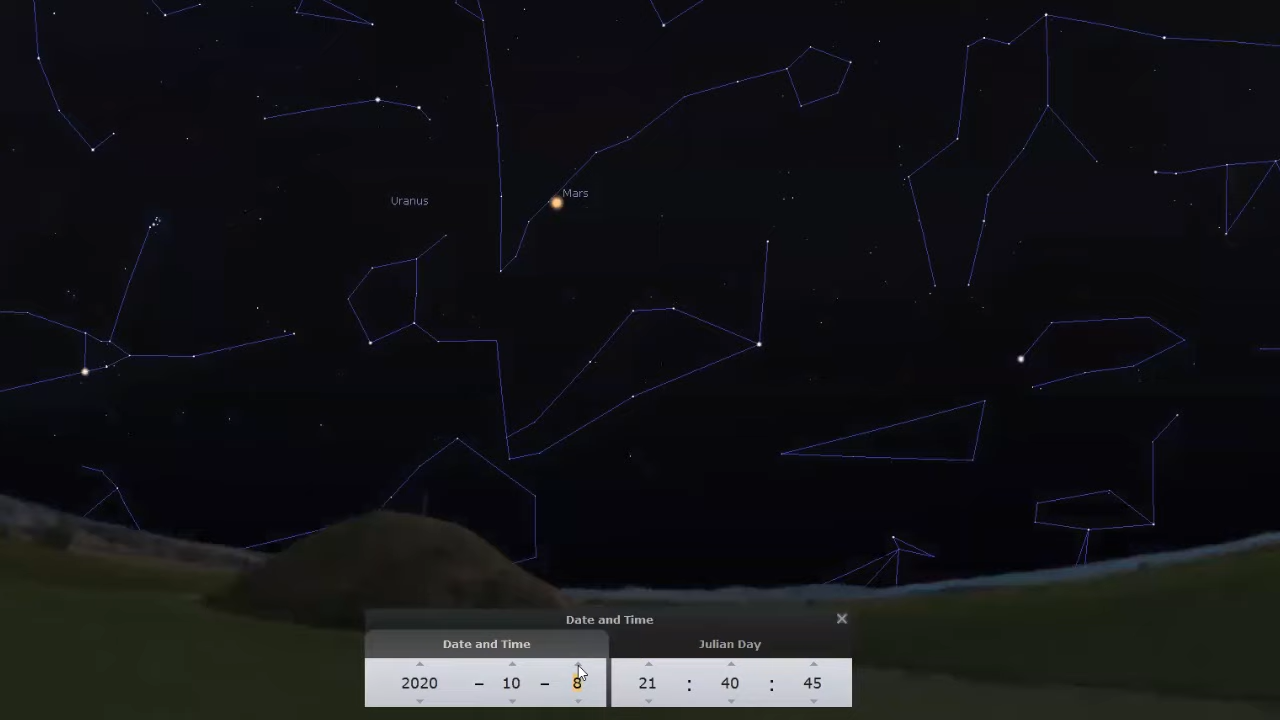 Mars
Uranus
Date and Time
Date and Time Julian Day
2020 – 10 – 8 21 : 40 : 45